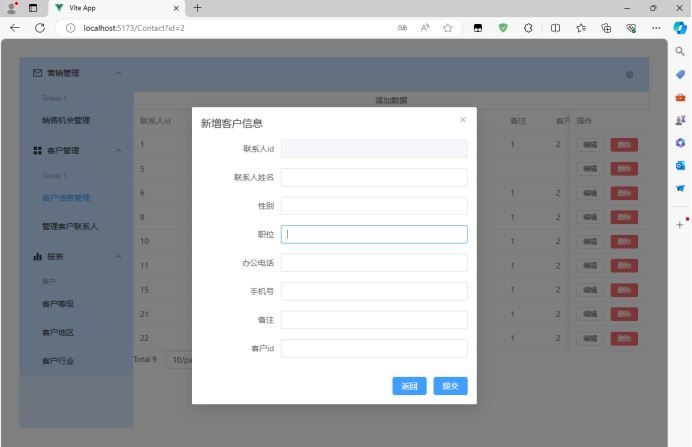 Vite App
localhost:5173/Contact?id=2
营销管理
Group 1
销售机会管理
客户管理
Group 1
客户信息管理
管理客户联系人
报表
客户
客户等级
客户地区
客户行业
添加数据
联系人id 备注 客户 操作
1 1 2 编辑 删除
5 编辑 删除
6 1 2 编辑 删除
8 1 2 编辑 删除
10 1 2 编辑 删除
11 1 2 编辑 删除
15 1 2 编辑 删除
21 1 2 编辑 删除
22 1 2 编辑 删除
Total 9 10/pa
新增客户信息
联系人id
联系人姓名
性别
职位
办公电话
手机号
备注
客户id
返回 提交